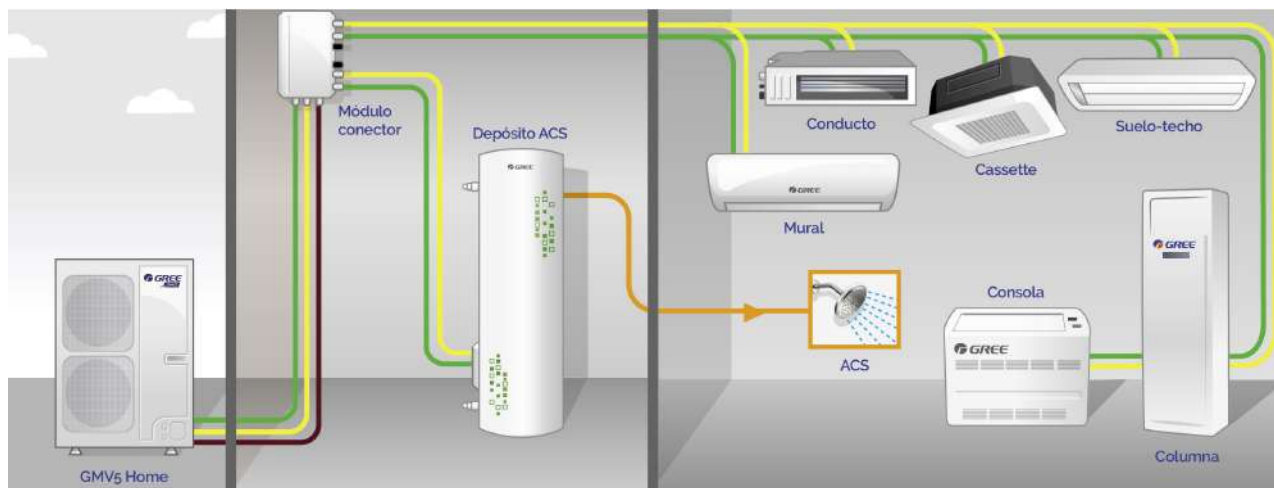 Módulo
conector
Depósito ACS
GREE
Conducto
Cassette
Suelo-techo
GREE
Mural
GREE
GREE
Consola
GREE
ACS
GMV5 Home
Columna